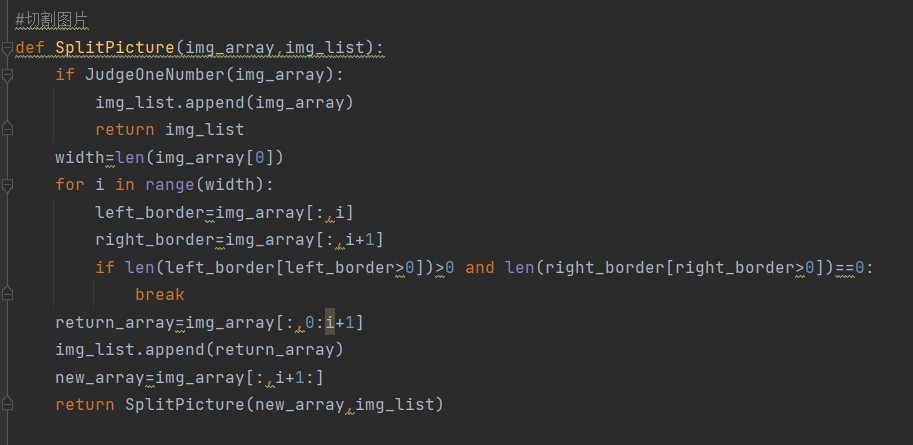 #切割图片
def SplitPicture(img_array,img_list):
    if JudgeOneNumber(img_array):
        img_list.append(img_array)
        return img_list
    width=len(img_array[0])
    for i in range(width):
        left_border=img_array[:,i]
        right_border=img_array[:,i+1]
        if len(left_border[left_border>0])>0 and len(right_border[right_border>0])==0:
            break
    return_array=img_array[:,0:i+1]
    img_list.append(return_array)
    new_array=img_array[:,i+1:]
    return SplitPicture(new_array,img_list)